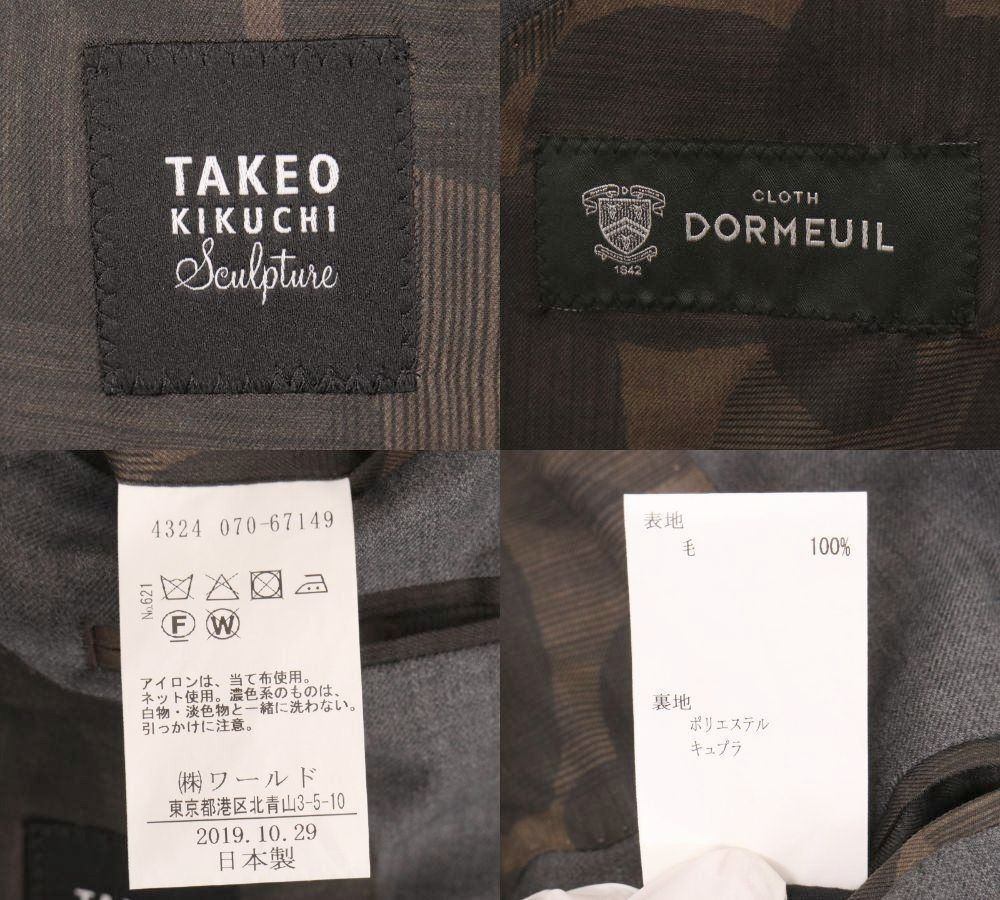 TAKEO
KIKUCHI
Sculpture
CLOTH
DORMEUIL
1842
4324 070-67149
No.621
F W
アイロンは、当て布使用。
ネット使用。濃色系のものは、
白物・淡色物と一緒に洗わない。
引っかけに注意。
(株)ワールド
東京都港区北青山3-5-10
2019.10.29
日本製
表地
毛 100%
裏地
ポリエステル
キュプラ
TA